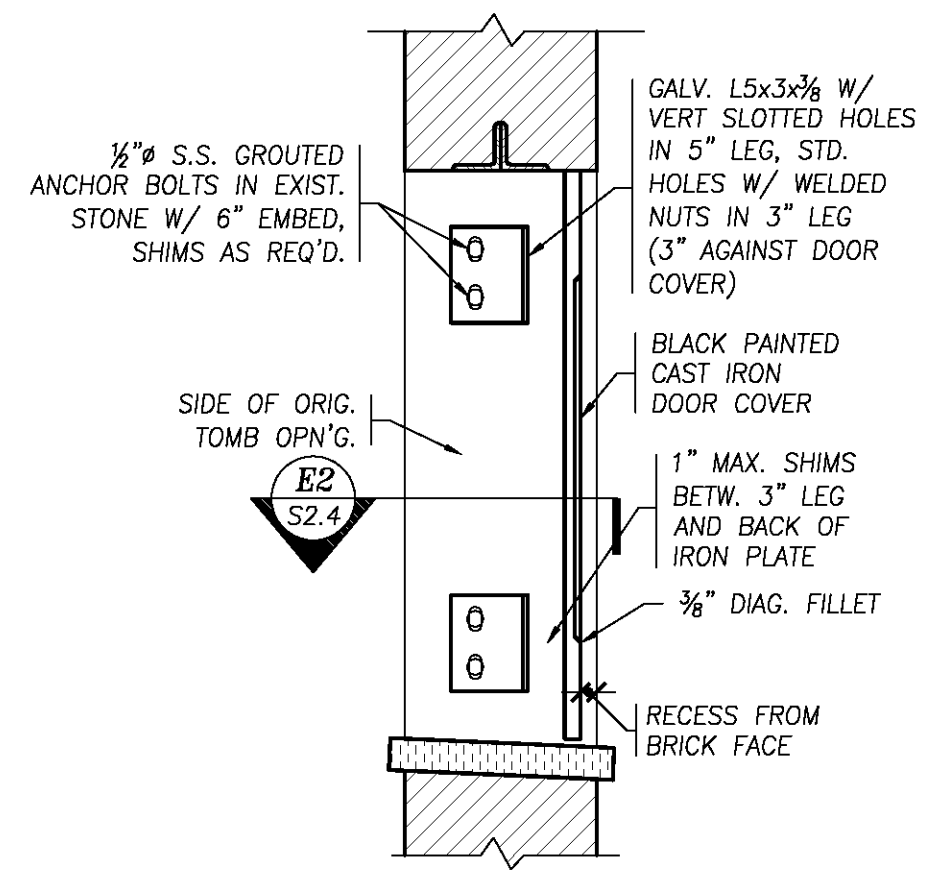 ½"ø S.S. GROUTED
ANCHOR BOLTS IN EXIST.
STONE W/ 6" EMBED,
SHIMS AS REQ'D.
GALV. L5x3x⅜ W/
VERT SLOTTED HOLES
IN 5" LEG, STD.
HOLES W/ WELDED
NUTS IN 3" LEG
(3" AGAINST DOOR
COVER)
BLACK PAINTED
CAST IRON
DOOR COVER
SIDE OF ORIG.
TOMB OPN'G.
E2
S2.4
1" MAX. SHIMS
BETW. 3" LEG
AND BACK OF
IRON PLATE
⅜" DIAG. FILLET
RECESS FROM
BRICK FACE